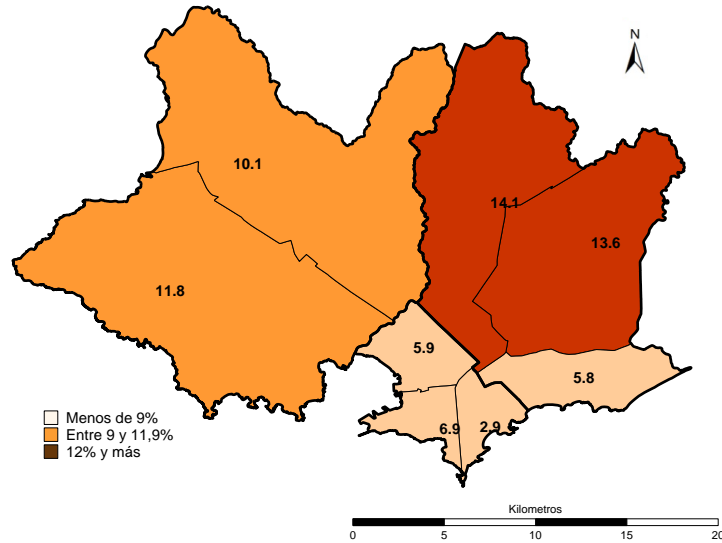 N
10.1
14.1
13.6
11.8
5.9
5.8
6.9
2.9
Menos de 9%
Entre 9 y 11,9%
12% y más
Kilometros
0 5 10 15 20